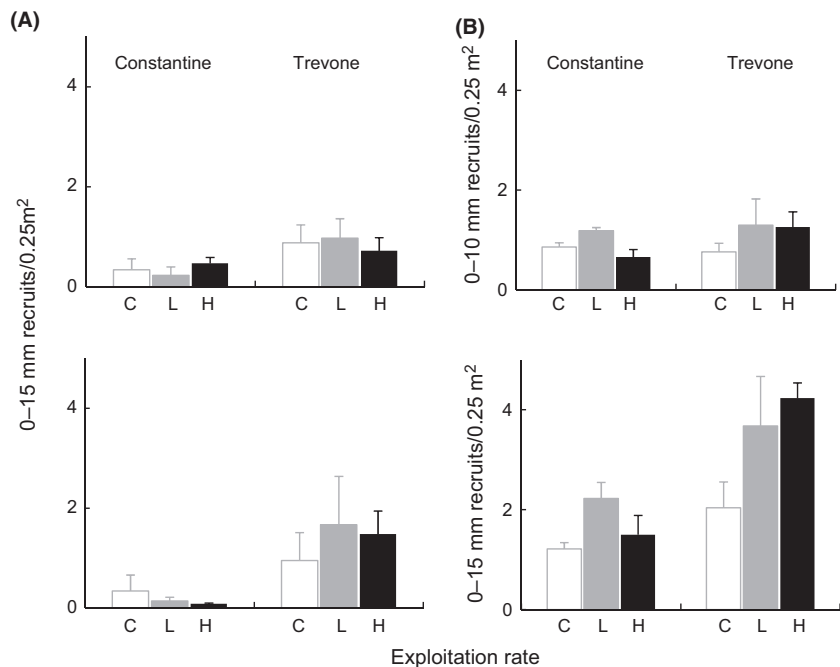 (A)
Constantine Trevone
4
2
0
C L H C L H
4
2
0
C L H C L H
0–15 mm recruits/0.25m²
(B)
Constantine Trevone
4
2
0
C L H C L H
0–10 mm recruits/0.25 m²
4
2
0
C L H C L H
0–15 mm recruits/0.25 m²
Exploitation rate